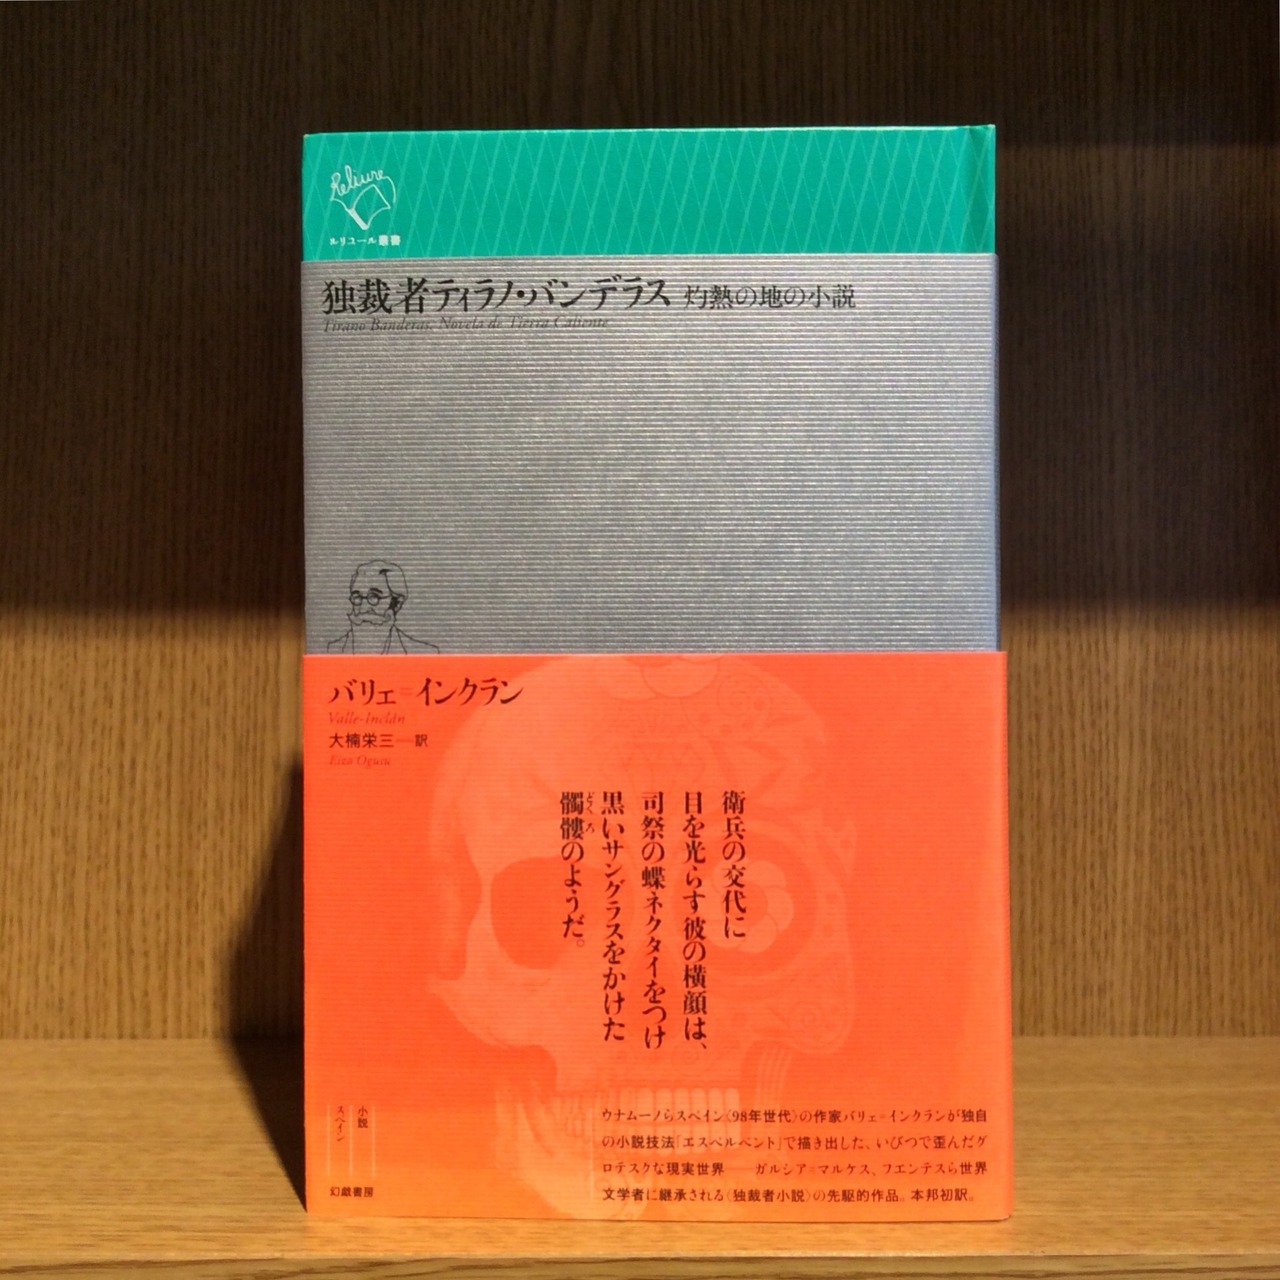 Reliure
ルリユール叢書
独裁者ティラノ・バンデラス 灼熱の地の小説
Tirano Banderas. Novela de Tierra Caliente
バリェ=インクラン
Valle-Inclán
大楠栄三—訳
Eizo Ogusu
衛兵の交代に
目を光らす彼の横顔は、
司祭の蝶ネクタイをつけ
黒いサングラスをかけた
髑髏のようだ。
どくろ
小説
スペイン
幻戯書房
ウナムーノらスペイン〈98年世代〉の作家バリェ=インクランが独自
の小説技法「エスペルペント」で描き出した、いびつで歪んだグ
ロテスクな現実世界——ガルシア=マルケス、フエンテスら世界
文学者に継承される〈独裁者小説〉の先駆的作品。本邦初訳。